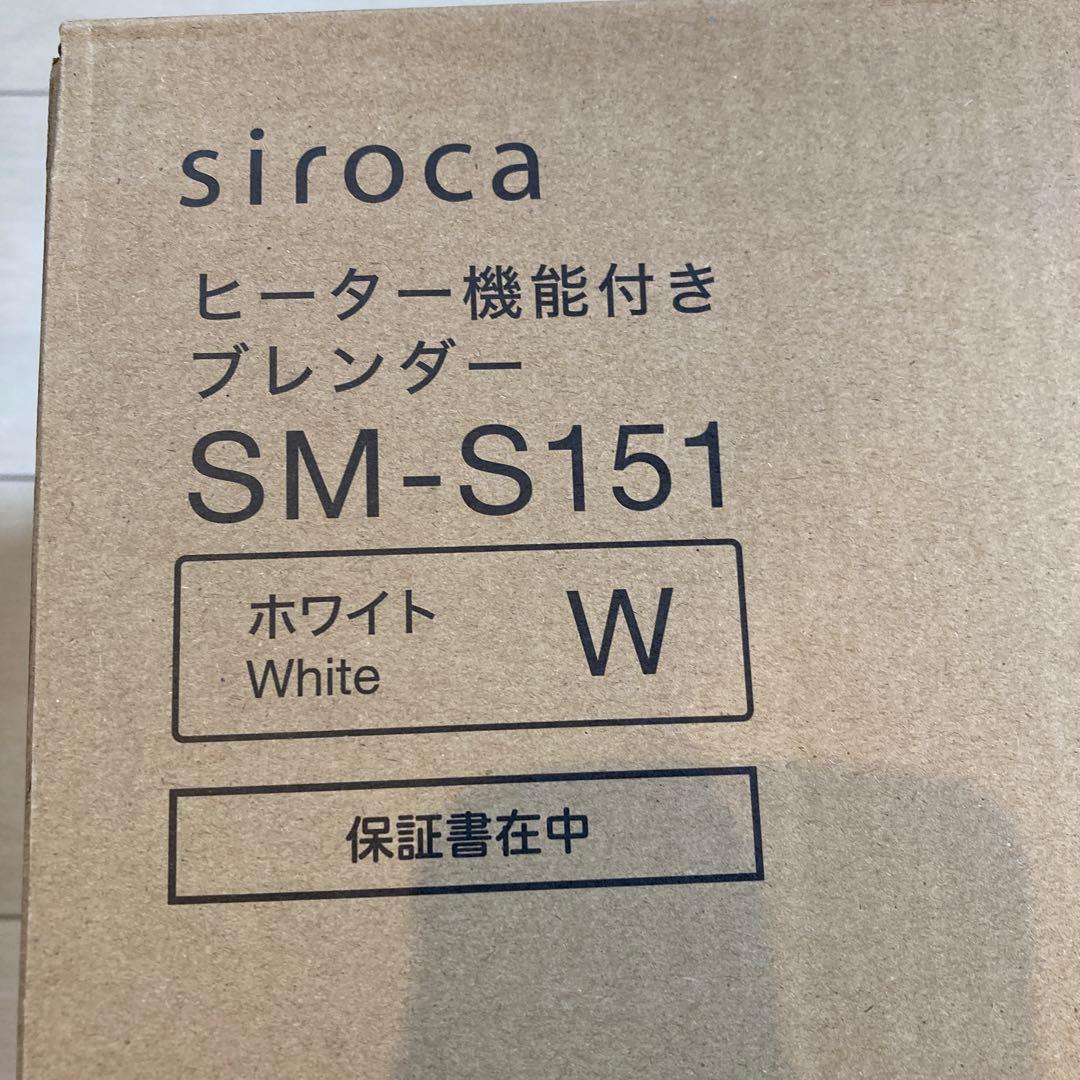 siroca
ヒーター機能付き
ブレンダー
SM-S151
ホワイト W
White
保証書在中